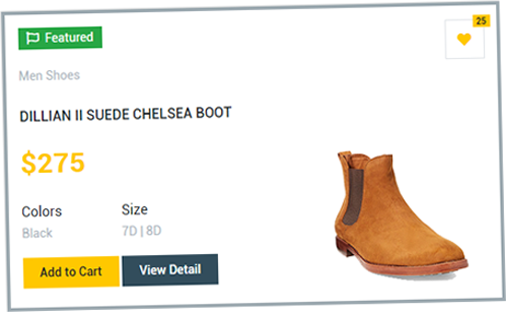 Featured
25
Men Shoes
DILLIAN II SUEDE CHELSEA BOOT
$275
Colors Size
Black 7D | 8D
Add to Cart View Detail